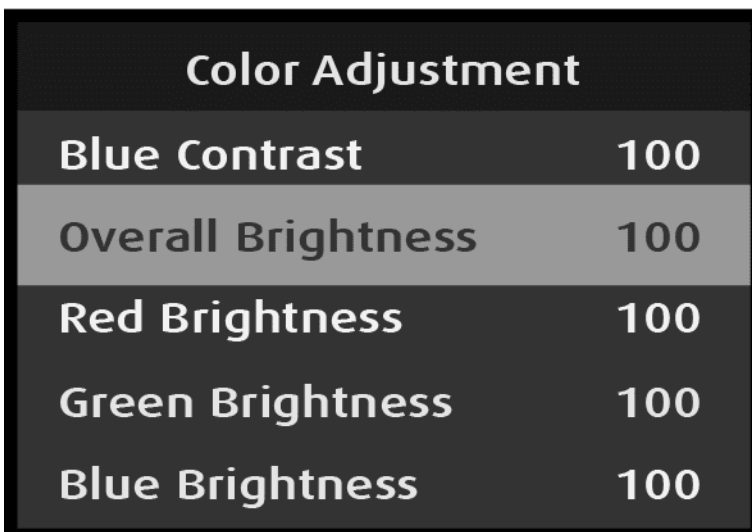 Color Adjustment
Blue Contrast 100
Overall Brightness 100
Red Brightness 100
Green Brightness 100
Blue Brightness 100